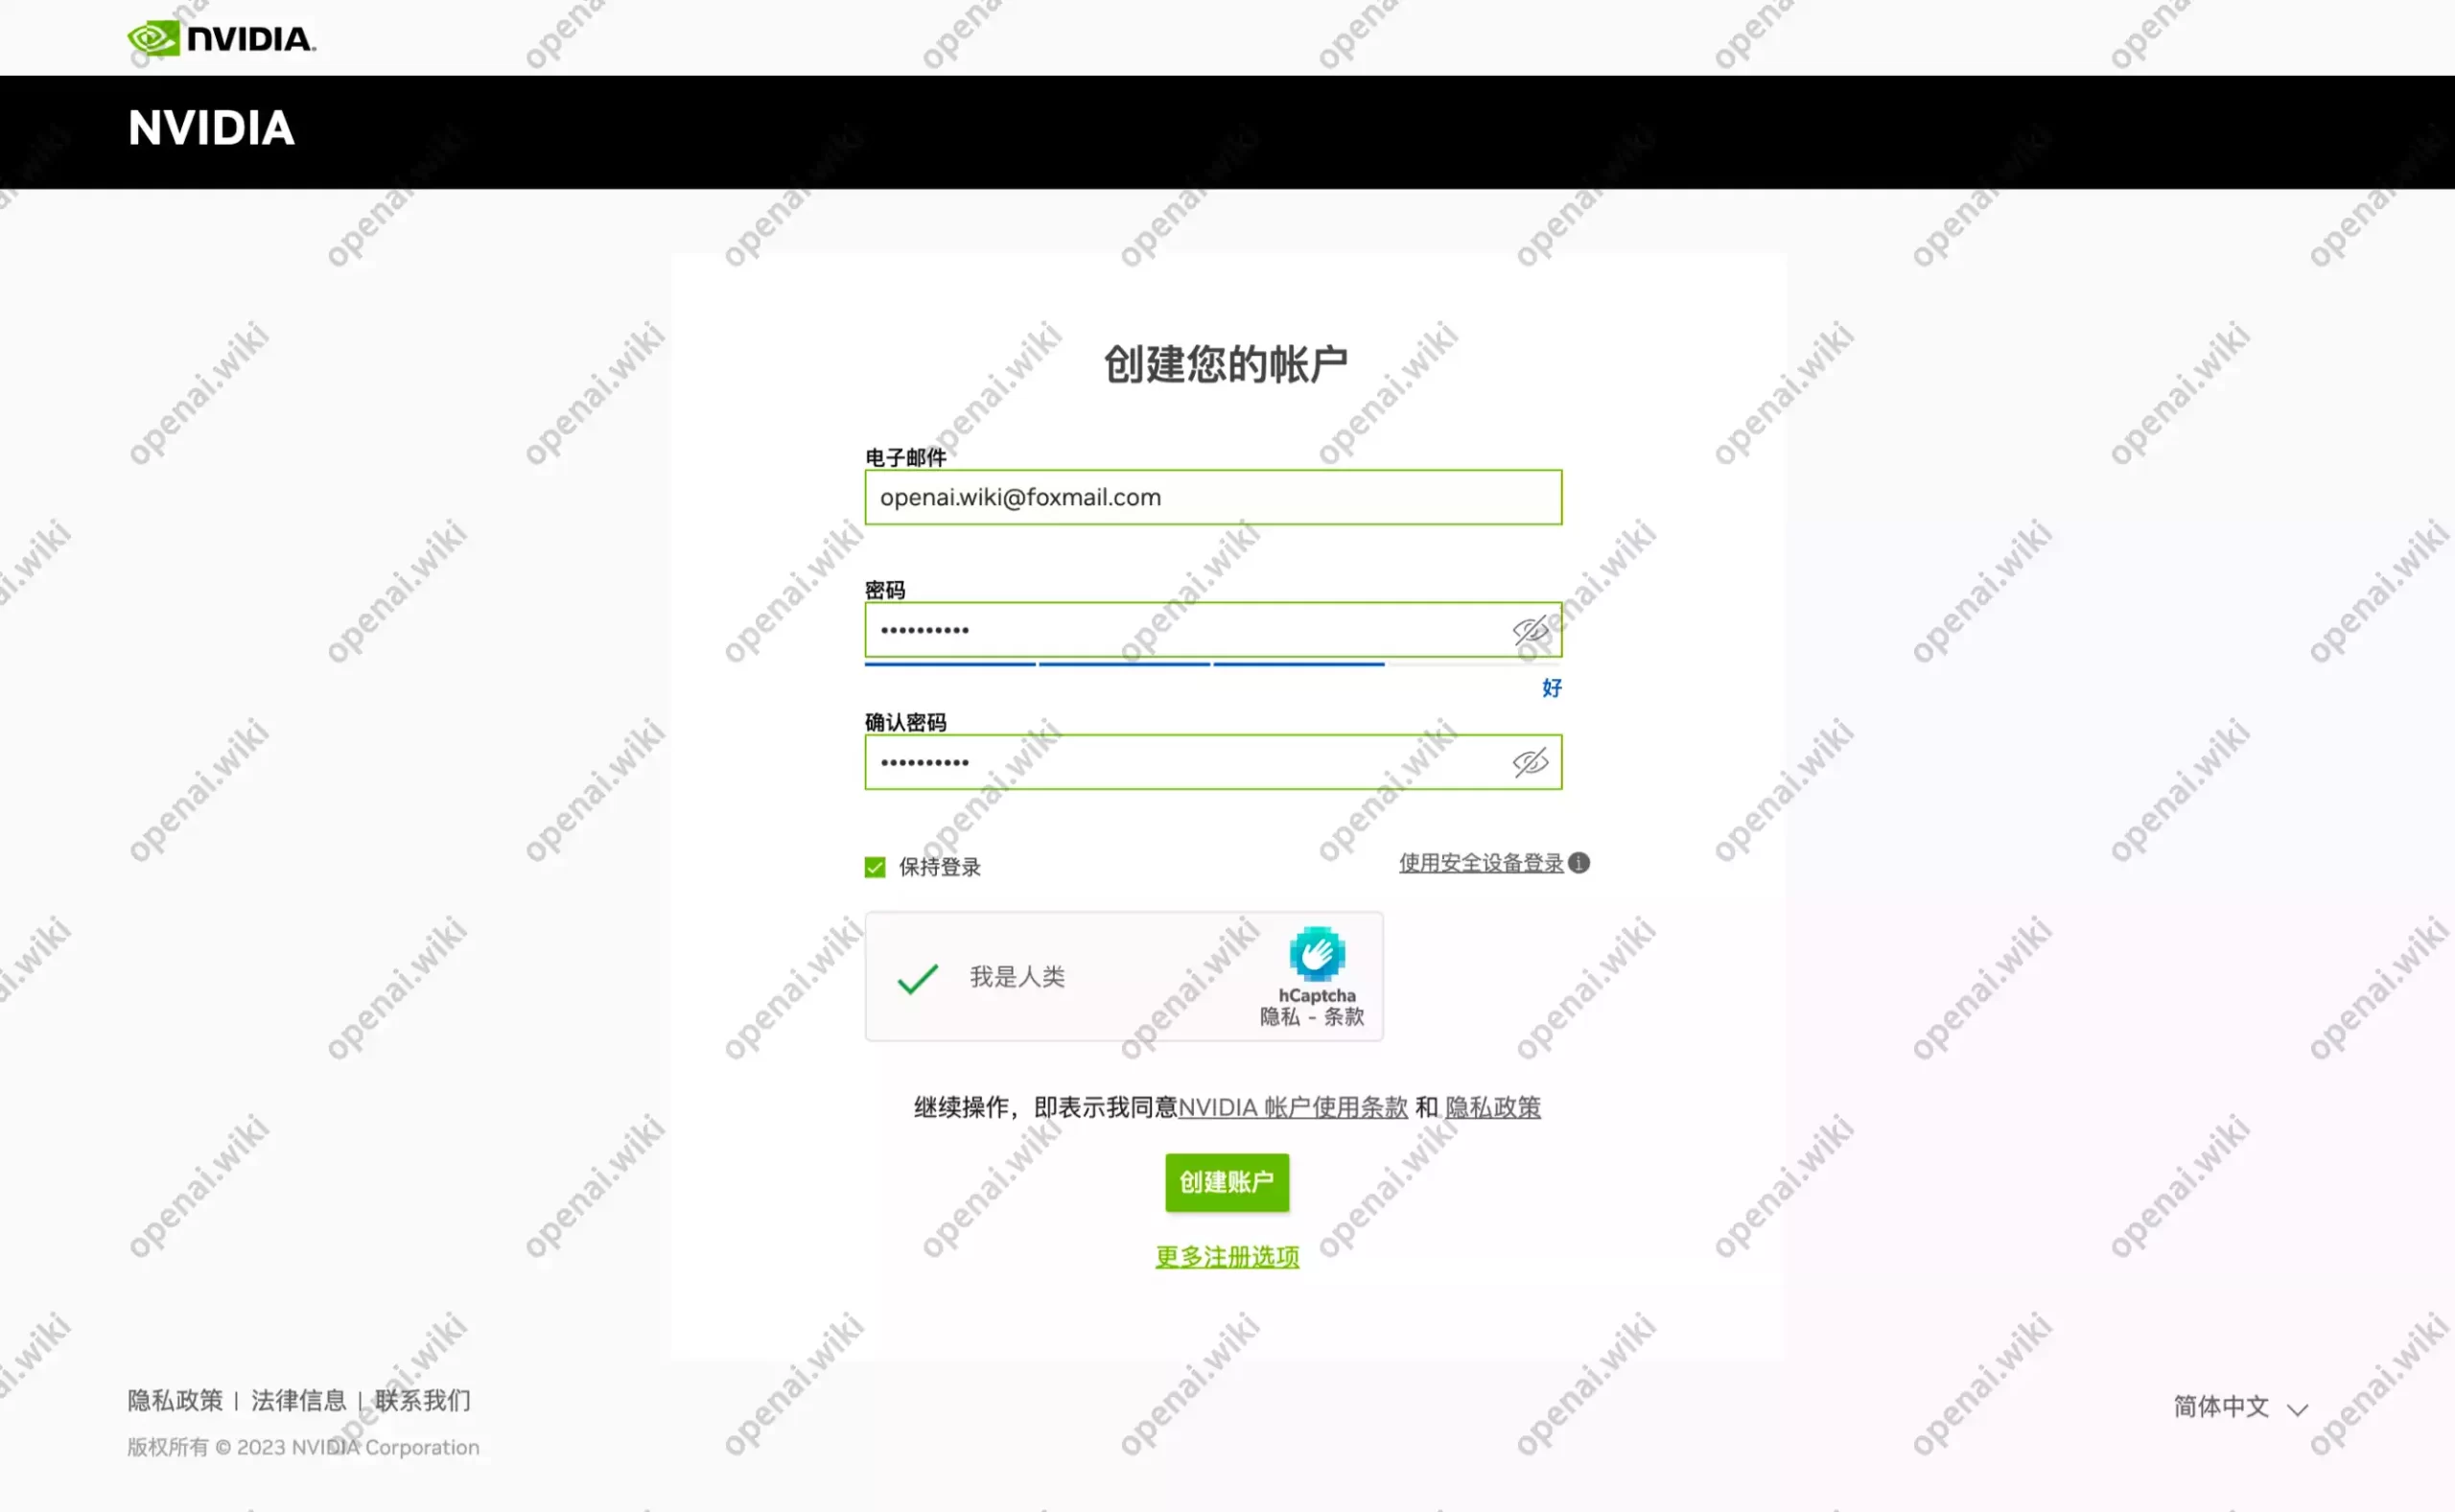 NVIDIA.
NVIDIA
创建您的帐户
电子邮件
openai.wiki@foxmail.com
密码
••••••••••
好
确认密码
••••••••••
保持登录
使用安全设备登录
我是人类
hCaptcha
隐私 - 条款
继续操作，即表示我同意NVIDIA 帐户使用条款 和 隐私政策
创建账户
更多注册选项
隐私政策 | 法律信息 | 联系我们
简体中文
版权所有 © 2023 NVIDIA Corporation
openai.wiki